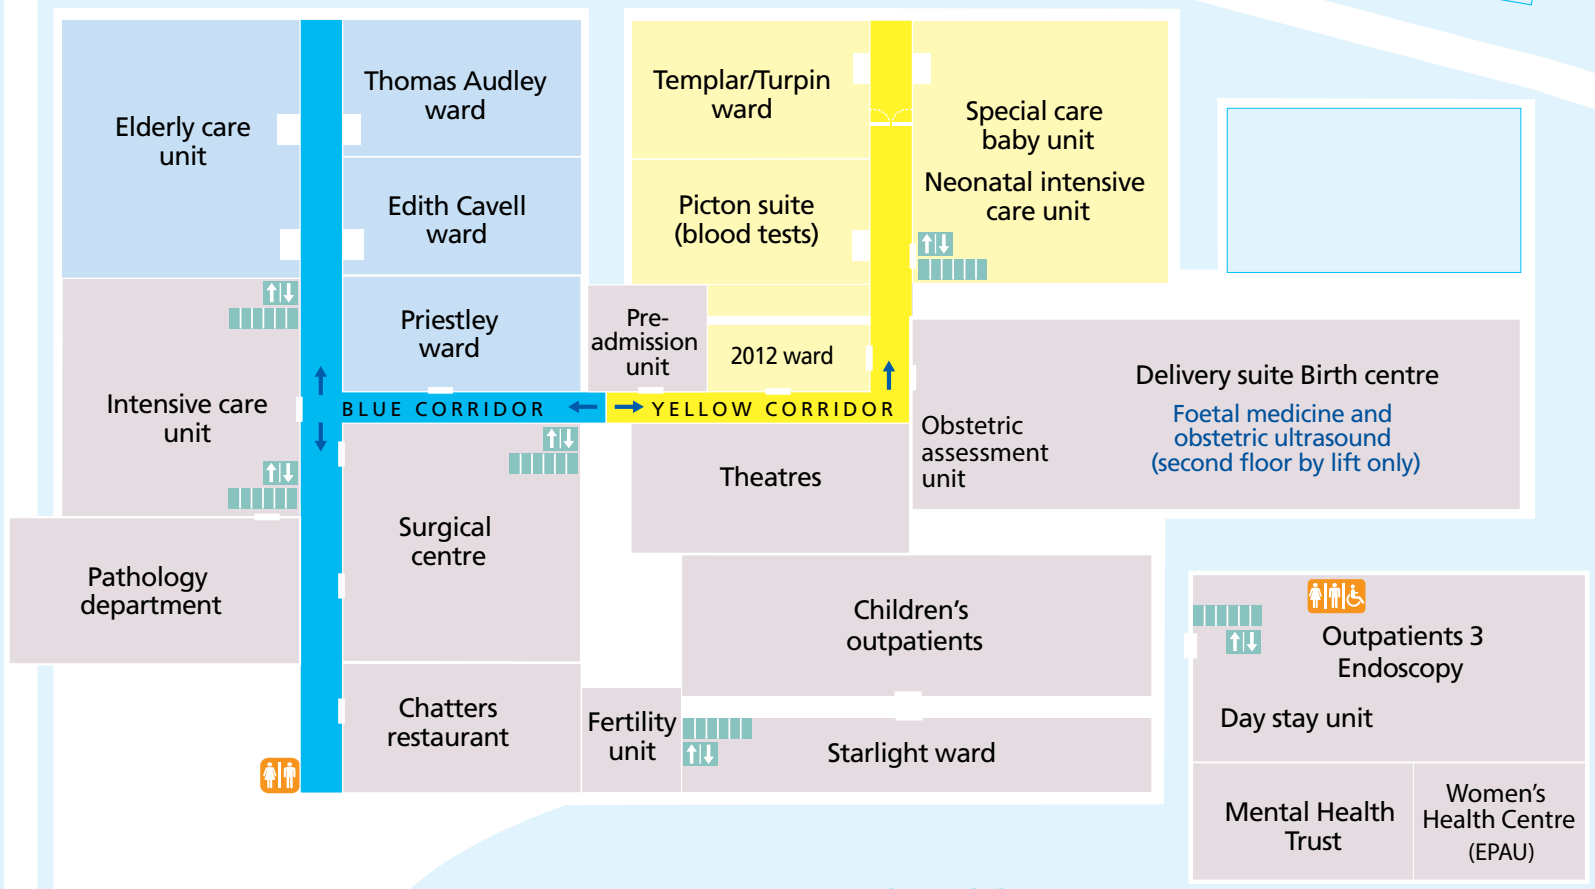 Elderly care
unit
Thomas Audley
ward
Edith Cavell
ward
Priestley
ward
Templar/Turpin
ward
Picton suite
(blood tests)
Special care
baby unit
Neonatal intensive
care unit
Pre-
admission
unit
2012 ward
Intensive care
unit
BLUE CORRIDOR
YELLOW CORRIDOR
Obstetric
assessment
unit
Delivery suite Birth centre
Foetal medicine and
obstetric ultrasound
(second floor by lift only)
Theatres
Surgical
centre
Pathology
department
Children's
outpatients
Chatters
restaurant
Fertility
unit
Starlight ward
Outpatients 3
Endoscopy
Day stay unit
Mental Health
Trust
Women's
Health Centre
(EPAU)